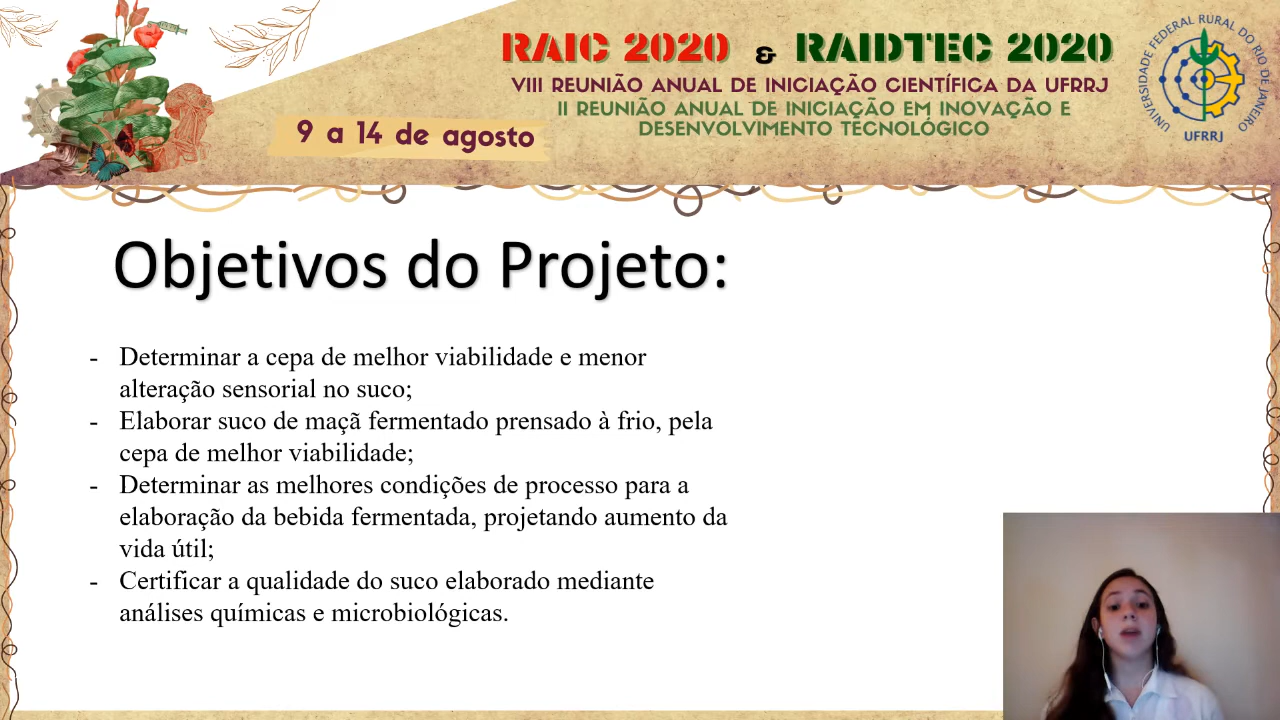 RAIC 2020 & RAIDTEC 2020
VIII REUNIÃO ANUAL DE INICIAÇÃO CIENTÍFICA DA UFRRJ
II REUNIÃO ANUAL DE INICIAÇÃO EM INOVAÇÃO E
DESENVOLVIMENTO TECNOLÓGICO
9 a 14 de agosto
UNIVERSIDADE FEDERAL RURAL DO RIO DE JANEIRO
UFRRJ
Objetivos do Projeto:
- Determinar a cepa de melhor viabilidade e menor
alteração sensorial no suco;
- Elaborar suco de maçã fermentado prensado à frio, pela
cepa de melhor viabilidade;
- Determinar as melhores condições de processo para a
elaboração da bebida fermentada, projetando aumento da
vida útil;
- Certificar a qualidade do suco elaborado mediante
análises químicas e microbiológicas.